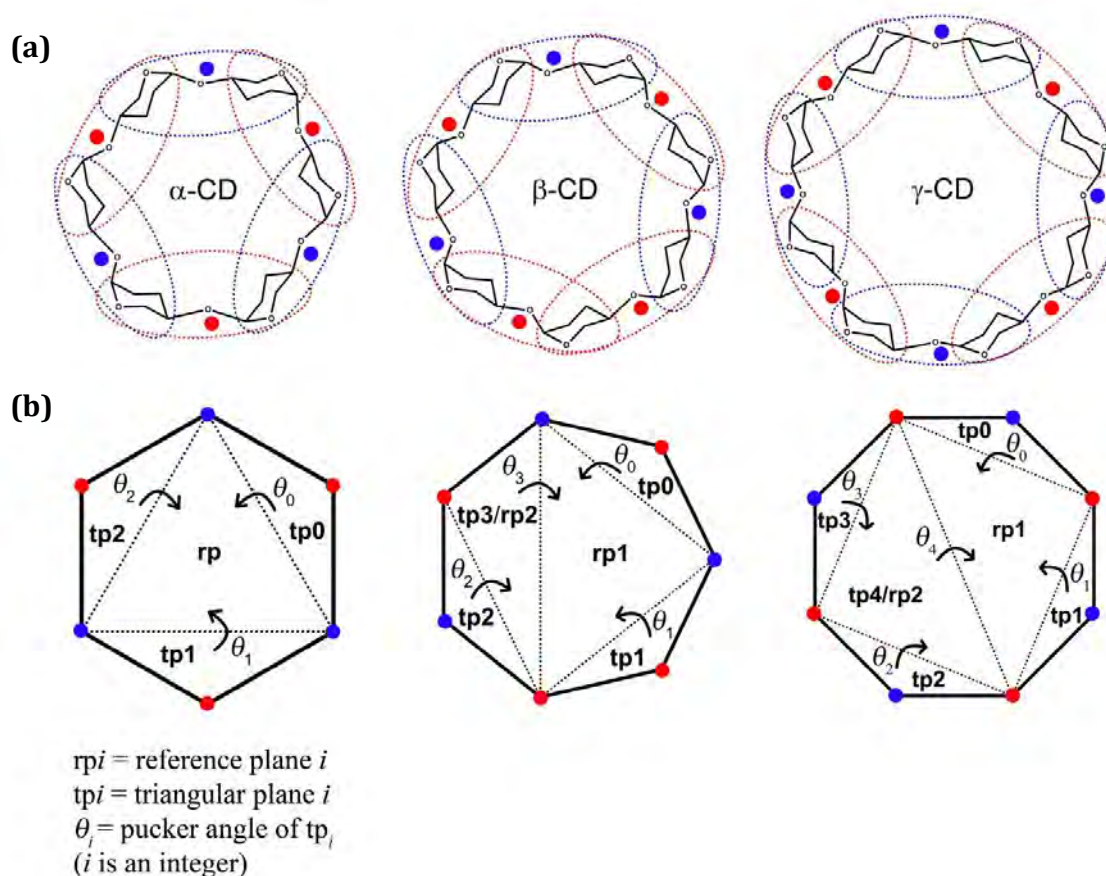 (a)
α-CD
β-CD
γ-CD
(b)
θ2
θ0
tp2
rp
tp0
tp1
θ1
θ3
θ0
tp0
tp3/rp2
rp1
θ2
tp2
θ1
tp1
tp0
θ0
θ3
tp3
θ4
rp1
θ1
tp4/rp2
tp1
θ2
tp2
rpi = reference plane i
tpi = triangular plane i
θi = pucker angle of tpi
(i is an integer)